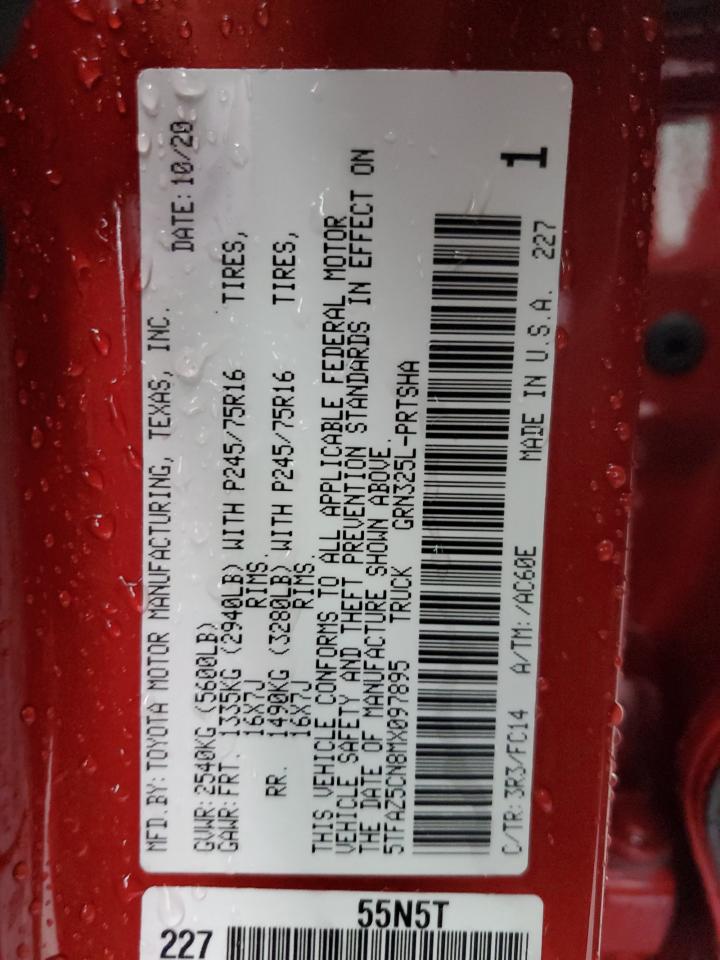 MFD.BY:TOYOTA MOTOR MANUFACTURING, TEXAS, INC.
DATE:10/20
GVWR:2540KG (5600LB)
GAWR:FRT. 1335KG (2940LB) WITH P245/75R16 TIRES,
16X7J RIMS.
RR. 1490KG (3280LB) WITH P245/75R16 TIRES,
16X7J RIMS.
THIS VEHICLE CONFORMS TO ALL APPLICABLE FEDERAL MOTOR
VEHICLE SAFETY AND THEFT PREVENTION STANDARDS IN EFFECT ON
THE DATE OF MANUFACTURE SHOWN ABOVE.
5TFAZ5CN8MX097895 TRUCK GRN325L-PRTSHA
1
C/TR:3R3/FC14 A/TM:/AC60E MADE IN U.S.A. 227
55N5T
227